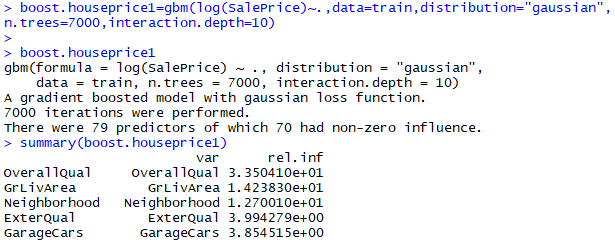 > boost.houseprice1=gbm(log(SalePrice)~.,data=train,distribution="gaussian",
n.trees=7000,interaction.depth=10)
>
> boost.houseprice1
gbm(formula = log(SalePrice) ~ ., distribution = "gaussian",
    data = train, n.trees = 7000, interaction.depth = 10)
A gradient boosted model with gaussian loss function.
7000 iterations were performed.
There were 79 predictors of which 70 had non-zero influence.
> summary(boost.houseprice1)
                       var      rel.inf
OverallQual    OverallQual 3.350410e+01
GrLivArea        GrLivArea 1.423830e+01
Neighborhood  Neighborhood 1.270010e+01
ExterQual        ExterQual 3.994279e+00
GarageCars      GarageCars 3.854515e+00